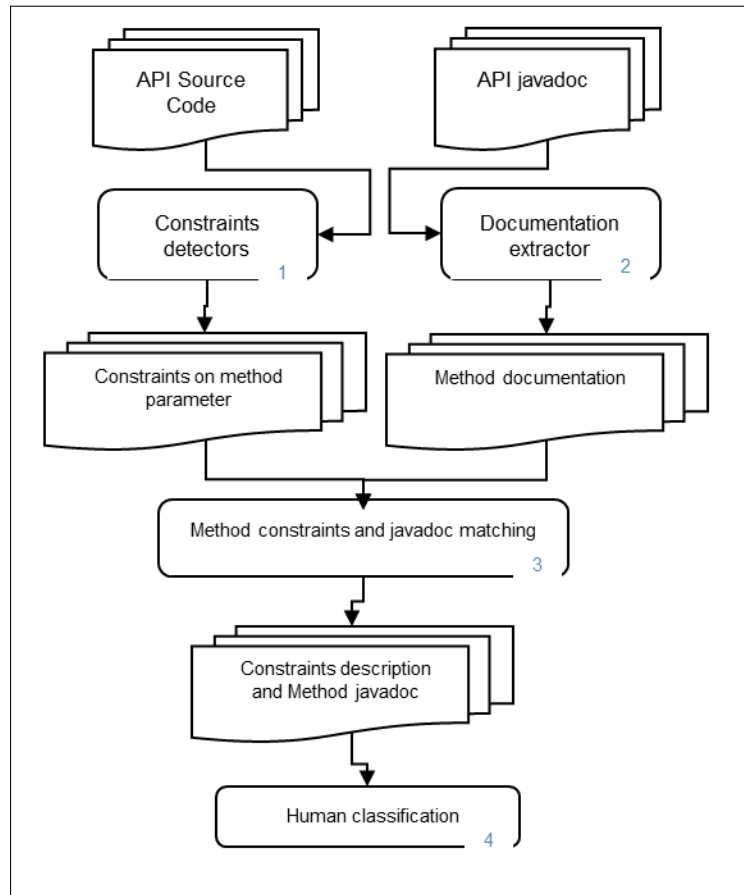 API Source
Code
API javadoc
Constraints
detectors
1
Documentation
extractor
2
Constraints on method
parameter
Method documentation
Method constraints and javadoc matching
3
Constraints description
and Method javadoc
Human classification
4